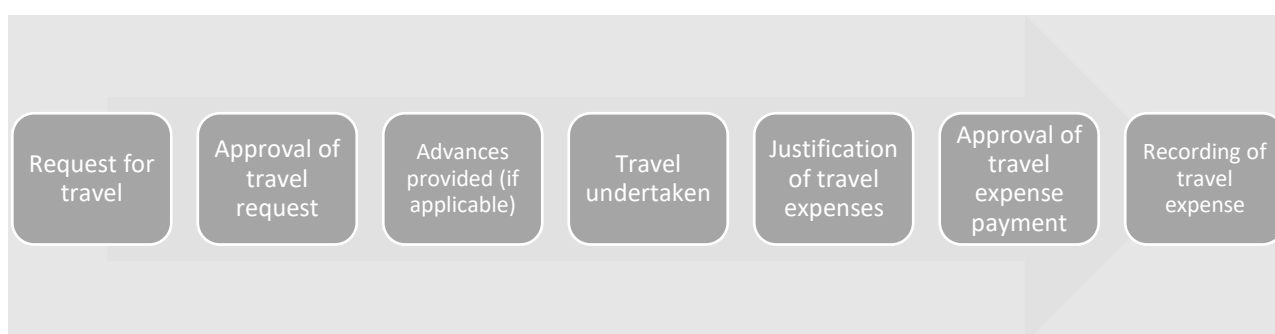 Request for
travel
Approval of
travel
request
Advances
provided (if
applicable)
Travel
undertaken
Justification
of travel
expenses
Approval of
travel
expense
payment
Recording of
travel
expense